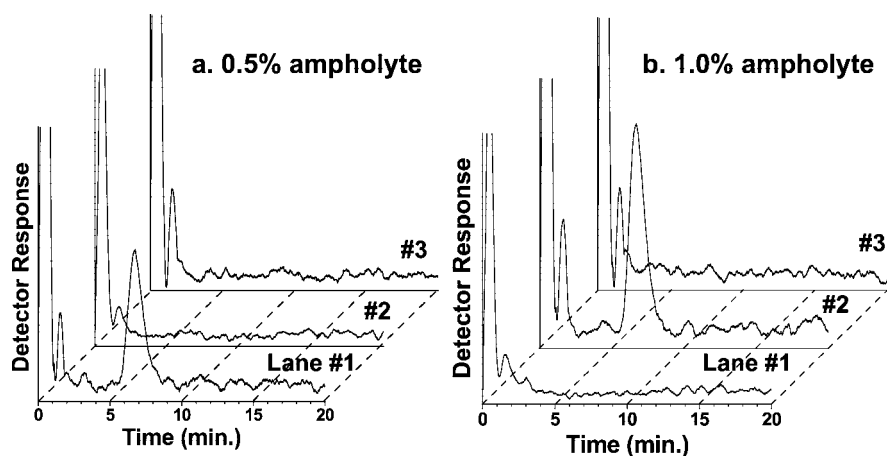 a. 0.5% ampholyte
Detector Response
#3
#2
Lane #1
0 5 10 15 20
Time (min.)
b. 1.0% ampholyte
Detector Response
#3
#2
Lane #1
0 5 10 15 20
Time (min.)